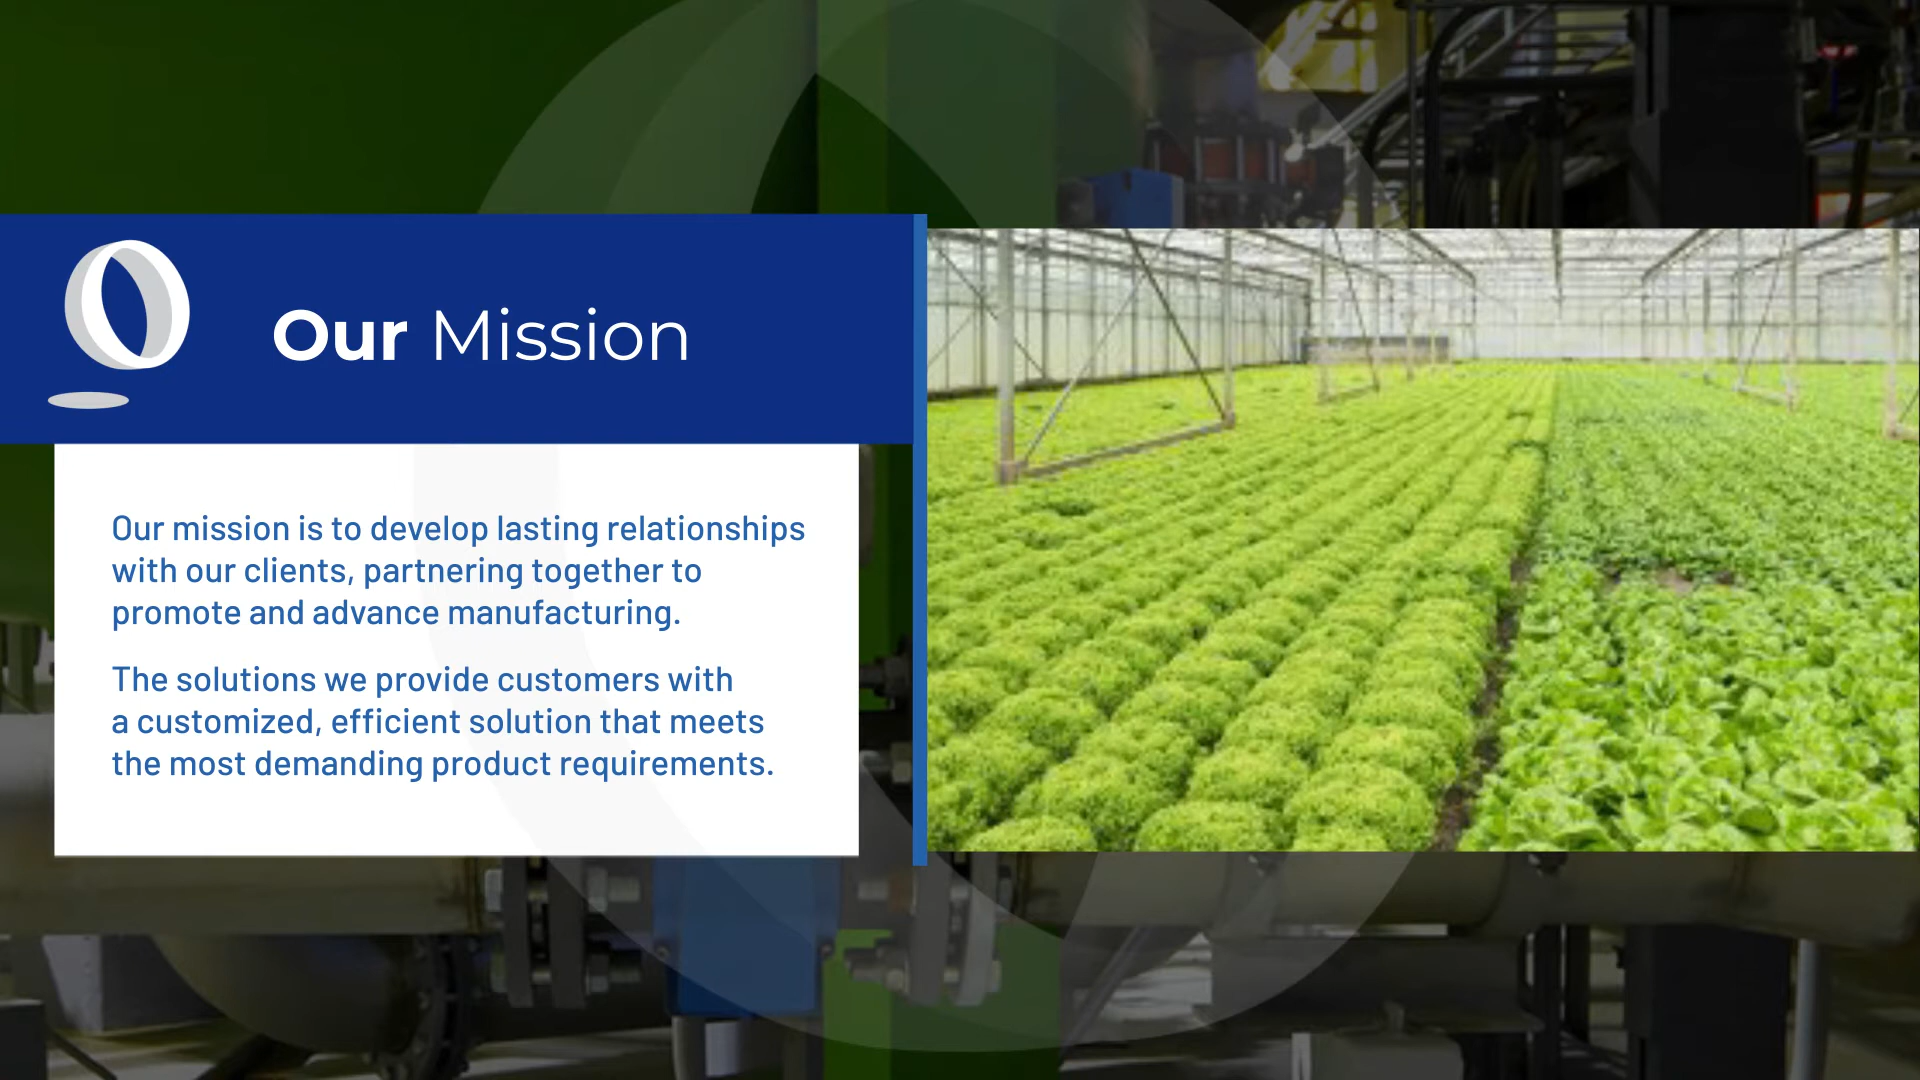 Our Mission
Our mission is to develop lasting relationships
with our clients, partnering together to
promote and advance manufacturing.
The solutions we provide customers with
a customized, efficient solution that meets
the most demanding product requirements.